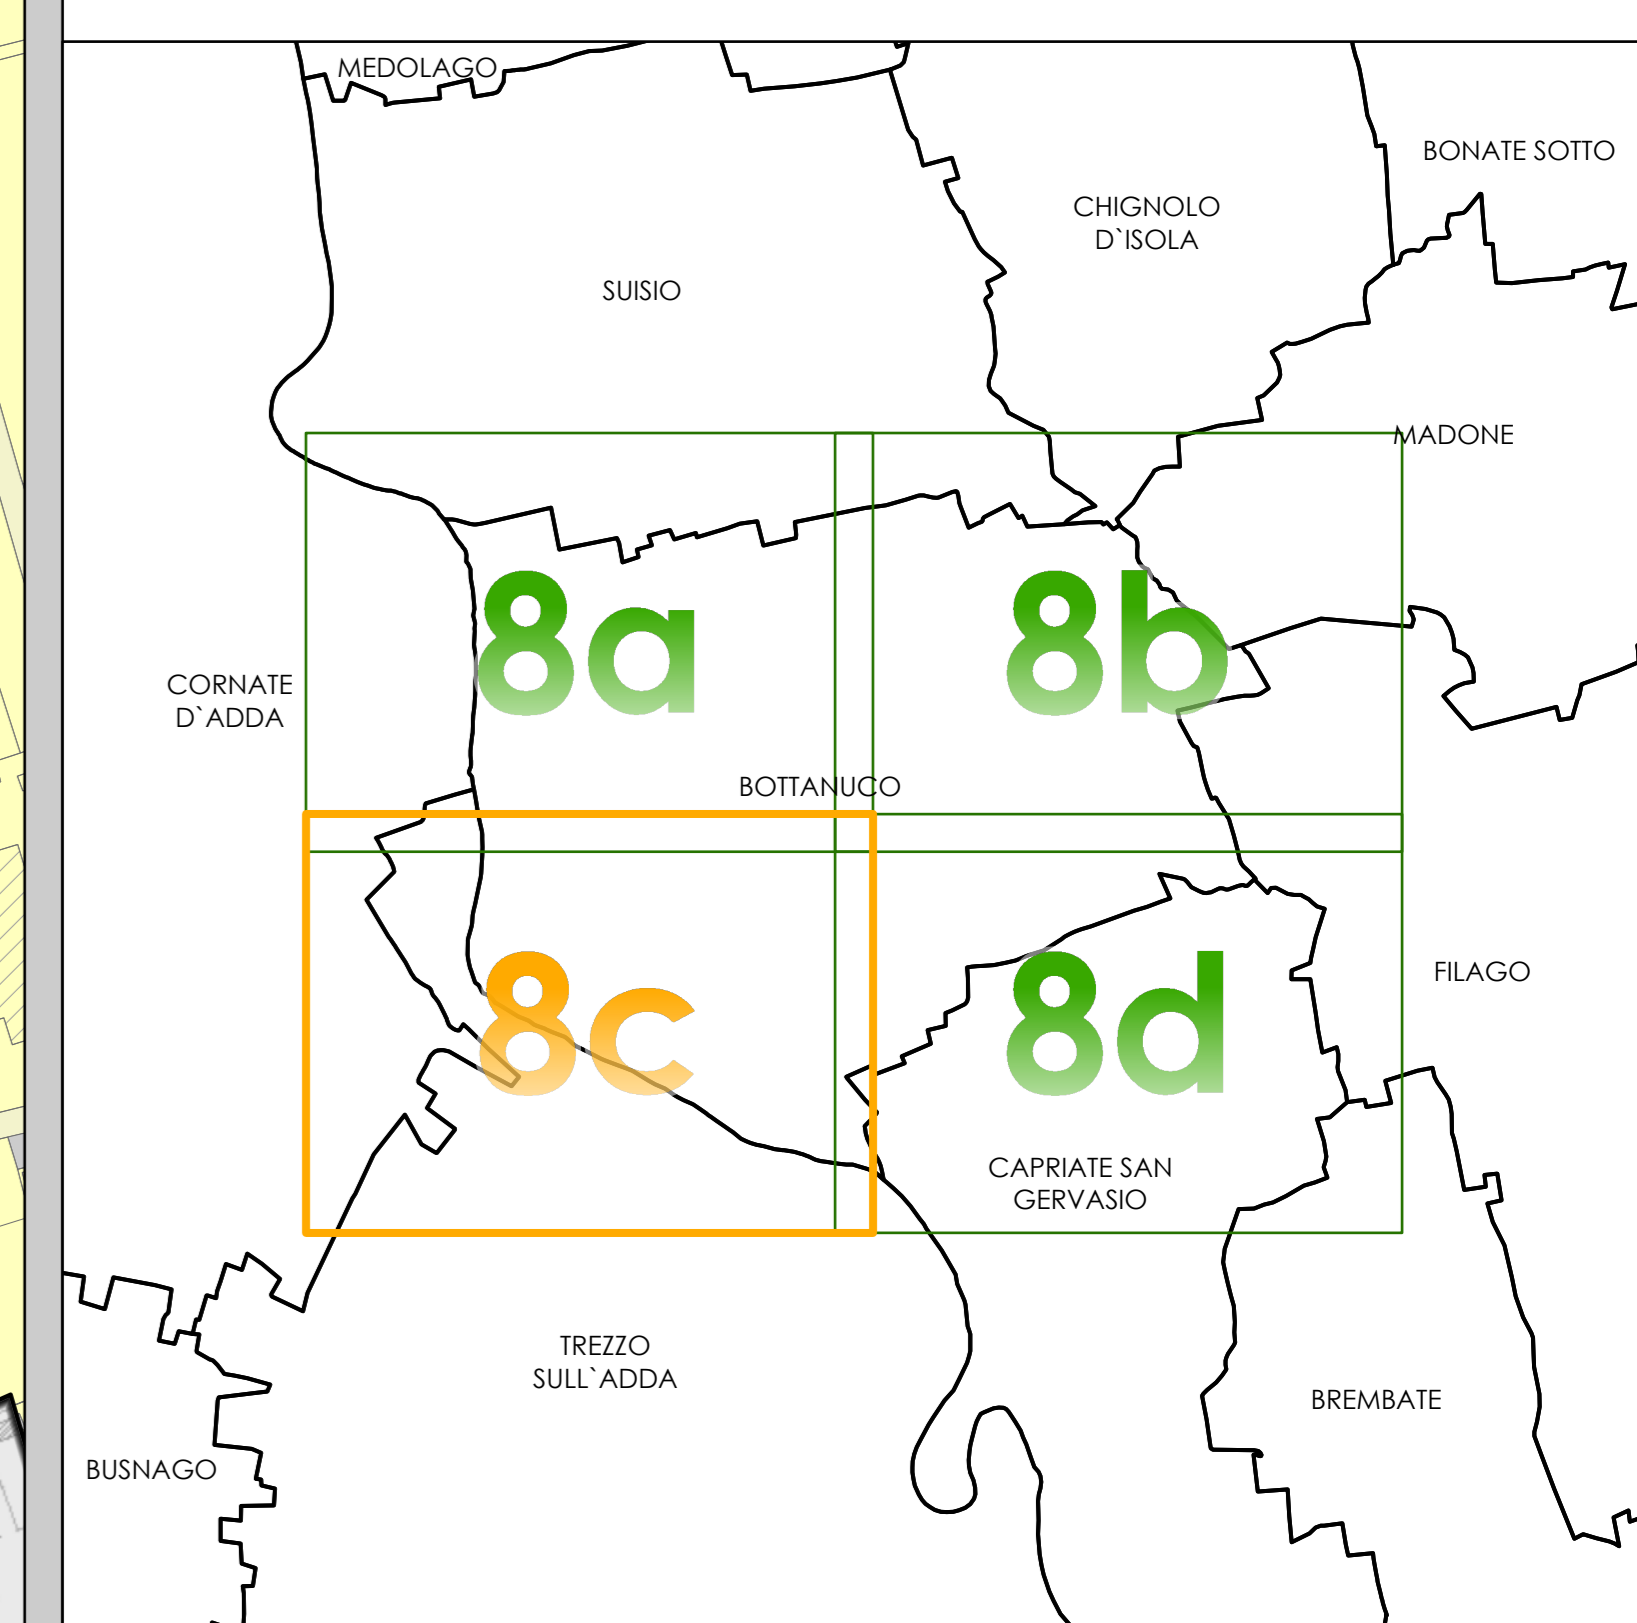 MEDOLAGO
BONATE SOTTO
CHIGNOLO
D`ISOLA
SUISIO
MADONE
8a
8b
CORNATE
D`ADDA
BOTTANUCO
8c
8d
FILAGO
CAPRIATE SAN
GERVASIO
TREZZO
SULL`ADDA
BREMBATE
BUSNAGO